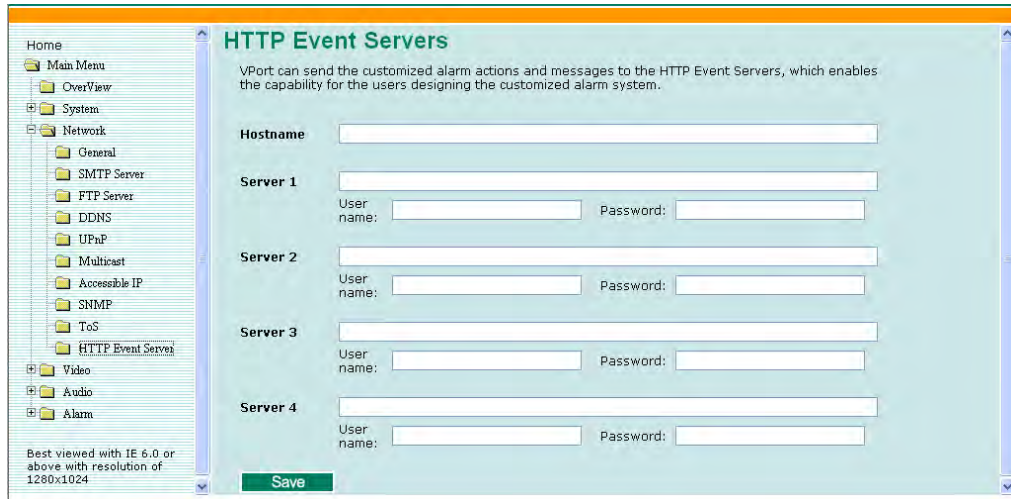 Home
Main Menu
OverView
System
Network
General
SMTP Server
FTP Server
DDNS
UPnP
Multicast
Accessible IP
SNMP
ToS
HTTP Event Server
Video
Audio
Alarm
Best viewed with IE 6.0 or
above with resolution of
1280x1024
HTTP Event Servers
VPort can send the customized alarm actions and messages to the HTTP Event Servers, which enables
the capability for the users designing the customized alarm system.
Hostname
Server 1
User
name:
Password:
Server 2
User
name:
Password:
Server 3
User
name:
Password:
Server 4
User
name:
Password:
Save